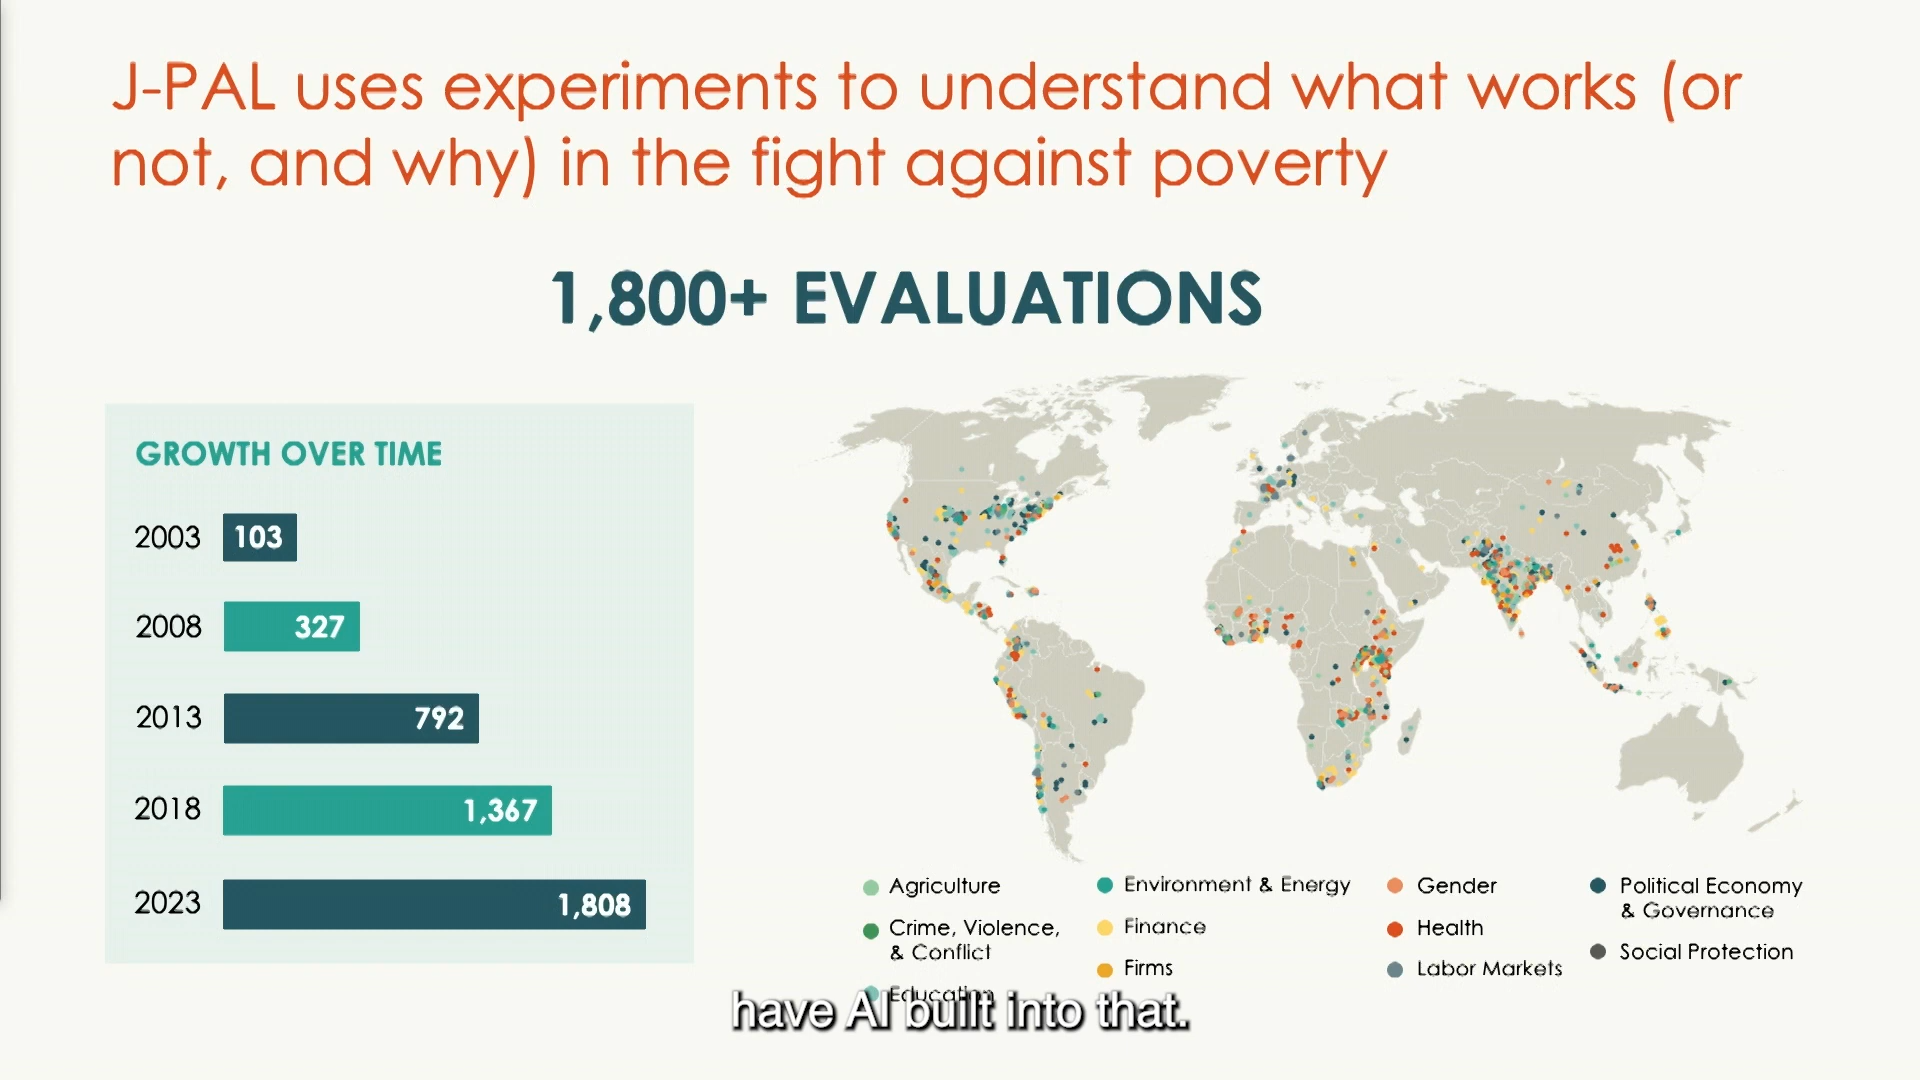 J-PAL uses experiments to understand what works (or
not, and why) in the fight against poverty
1,800+ EVALUATIONS
GROWTH OVER TIME
2003 103
2008 327
2013 792
2018 1,367
2023 1,808
Agriculture
Crime, Violence,
& Conflict
Education
Environment & Energy
Finance
Firms
Gender
Health
Labor Markets
Political Economy
& Governance
Social Protection
have AI built into that.